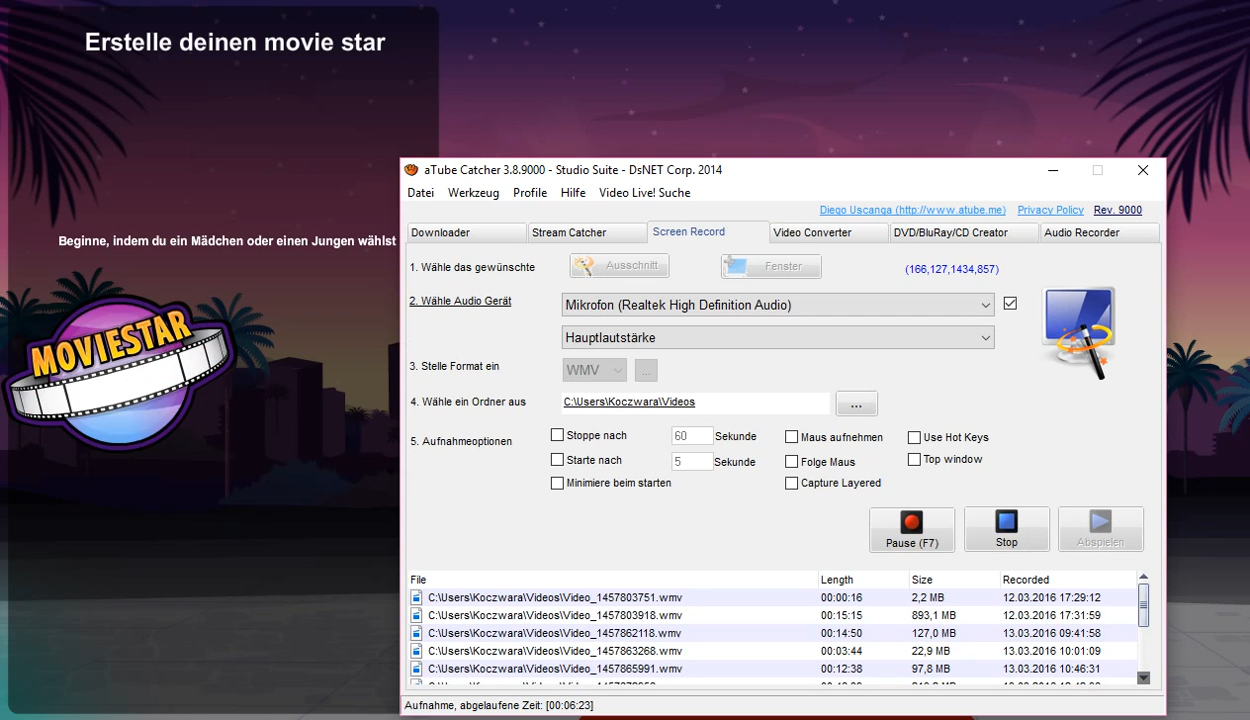 Erstelle deinen movie star
Beginne, indem du ein Mädchen oder einen Jungen wählst
MOVIESTAR
aTube Catcher 3.8.9000 - Studio Suite - DsNET Corp. 2014
Datei Werkzeug Profile Hilfe Video Live! Suche
Diego Uscanga (http://www.atube.me) Privacy Policy Rev. 9000
Downloader Stream Catcher Screen Record Video Converter DVD/BluRay/CD Creator Audio Recorder
1. Wähle das gewünschte Ausschnitt Fenster (166,127,1434,857)
2. Wähle Audio Gerät Mikrofon (Realtek High Definition Audio)
Hauptlautstärke
3. Stelle Format ein WMV ...
4. Wähle ein Ordner aus C:\Users\Koczwara\Videos ...
5. Aufnahmeoptionen Stoppe nach 60 Sekunde Maus aufnehmen Use Hot Keys
Starte nach 5 Sekunde Folge Maus Top window
Minimiere beim starten Capture Layered
Pause (F7) Stop Abspielen
File Length Size Recorded
C:\Users\Koczwara\Videos\Video_1457803751.wmv 00:00:16 2,2 MB 12.03.2016 17:29:12
C:\Users\Koczwara\Videos\Video_1457803918.wmv 00:15:15 893,1 MB 12.03.2016 17:31:59
C:\Users\Koczwara\Videos\Video_1457862118.wmv 00:14:50 127,0 MB 13.03.2016 09:41:58
C:\Users\Koczwara\Videos\Video_1457863268.wmv 00:03:44 22,9 MB 13.03.2016 10:01:09
C:\Users\Koczwara\Videos\Video_1457865991.wmv 00:12:38 97,8 MB 13.03.2016 10:46:31
Aufnahme, abgelaufene Zeit: [00:06:23]